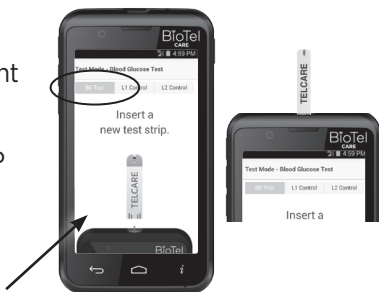 nt
?
BioTel
CARE
4:59 PM
Test Mode - Blood Glucose Test
BG Test L1 Control L2 Control
Insert a
new test strip.
TELCARE
BioTel
i
TELCARE
BioTel
CARE
4:59 PM
Test Mode - Blood Glucose Test
BG Test L1 Control L2 Control
Insert a